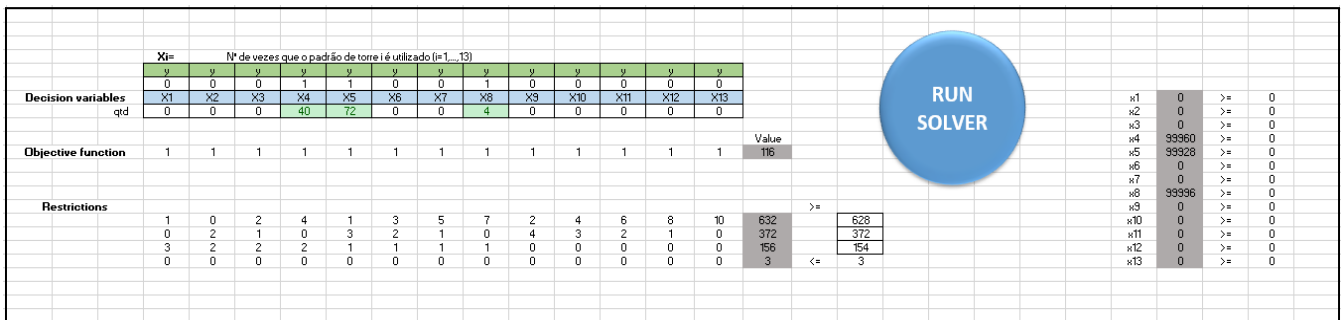 Xi= Nº de vezes que o padrão de torre i é utilizado (i=1,...,13)
y y y y y y y y y y y y y
0 0 0 1 1 0 0 1 0 0 0 0 0
Decision variables X1 X2 X3 X4 X5 X6 X7 X8 X9 X10 X11 X12 X13
qtd 0 0 0 40 72 0 0 4 0 0 0 0 0
Value
Objective function 1 1 1 1 1 1 1 1 1 1 1 1 1 116
Restrictions >=
1 0 2 4 1 3 5 7 2 4 6 8 10 632 628
0 2 1 0 3 2 1 0 4 3 2 1 0 372 372
3 2 2 2 1 1 1 1 0 0 0 0 0 156 154
0 0 0 0 0 0 0 0 0 0 0 0 0 3 <= 3
RUN
SOLVER
x1 0 >= 0
x2 0 >= 0
x3 0 >= 0
x4 99960 >= 0
x5 99928 >= 0
x6 0 >= 0
x7 0 >= 0
x8 99996 >= 0
x9 0 >= 0
x10 0 >= 0
x11 0 >= 0
x12 0 >= 0
x13 0 >= 0